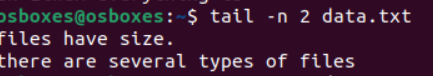 osboxes@osboxes:~$ tail -n 2 data.txt
files have size.
there are several types of files